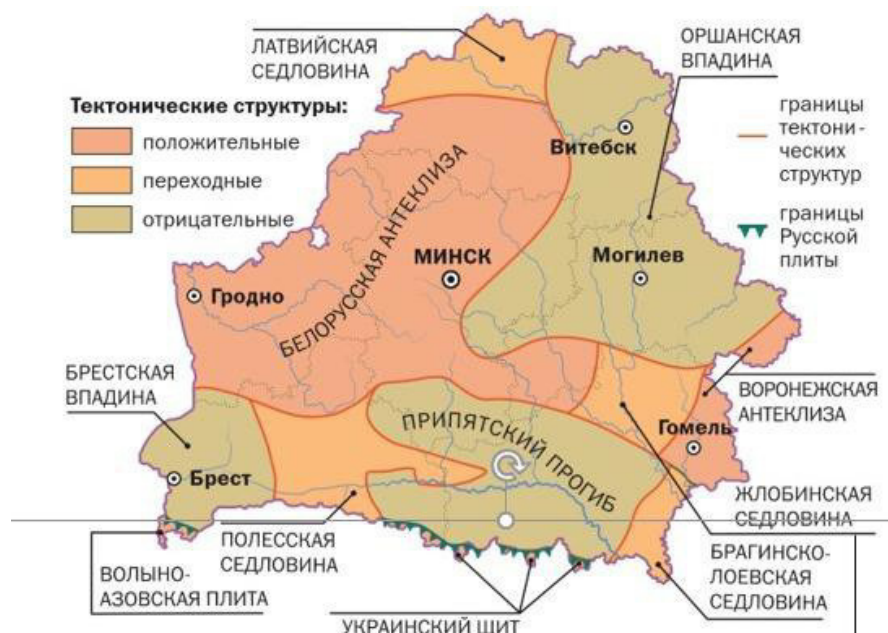 ЛАТВИЙСКАЯ
СЕДЛОВИНА
ОРШАНСКАЯ
ВПАДИНА
Тектонические структуры:
положительные
переходные
отрицательные
границы
тектони-
ческих
структур
границы
Русской
плиты
Витебск
БЕЛОРУССКАЯ АНТЕКЛИЗА
МИНСК
Могилев
Гродно
БРЕСТСКАЯ
ВПАДИНА
ВОРОНЕЖСКАЯ
АНТЕКЛИЗА
ПРИПЯТСКИЙ ПРОГИБ
Гомель
Брест
ЖЛОБИНСКАЯ
СЕДЛОВИНА
ПОЛЕССКАЯ
СЕДЛОВИНА
БРАГИНСКО-
ЛОЕВСКАЯ
СЕДЛОВИНА
ВОЛЫНО-
АЗОВСКАЯ ПЛИТА
УКРАИНСКИЙ ЩИТ